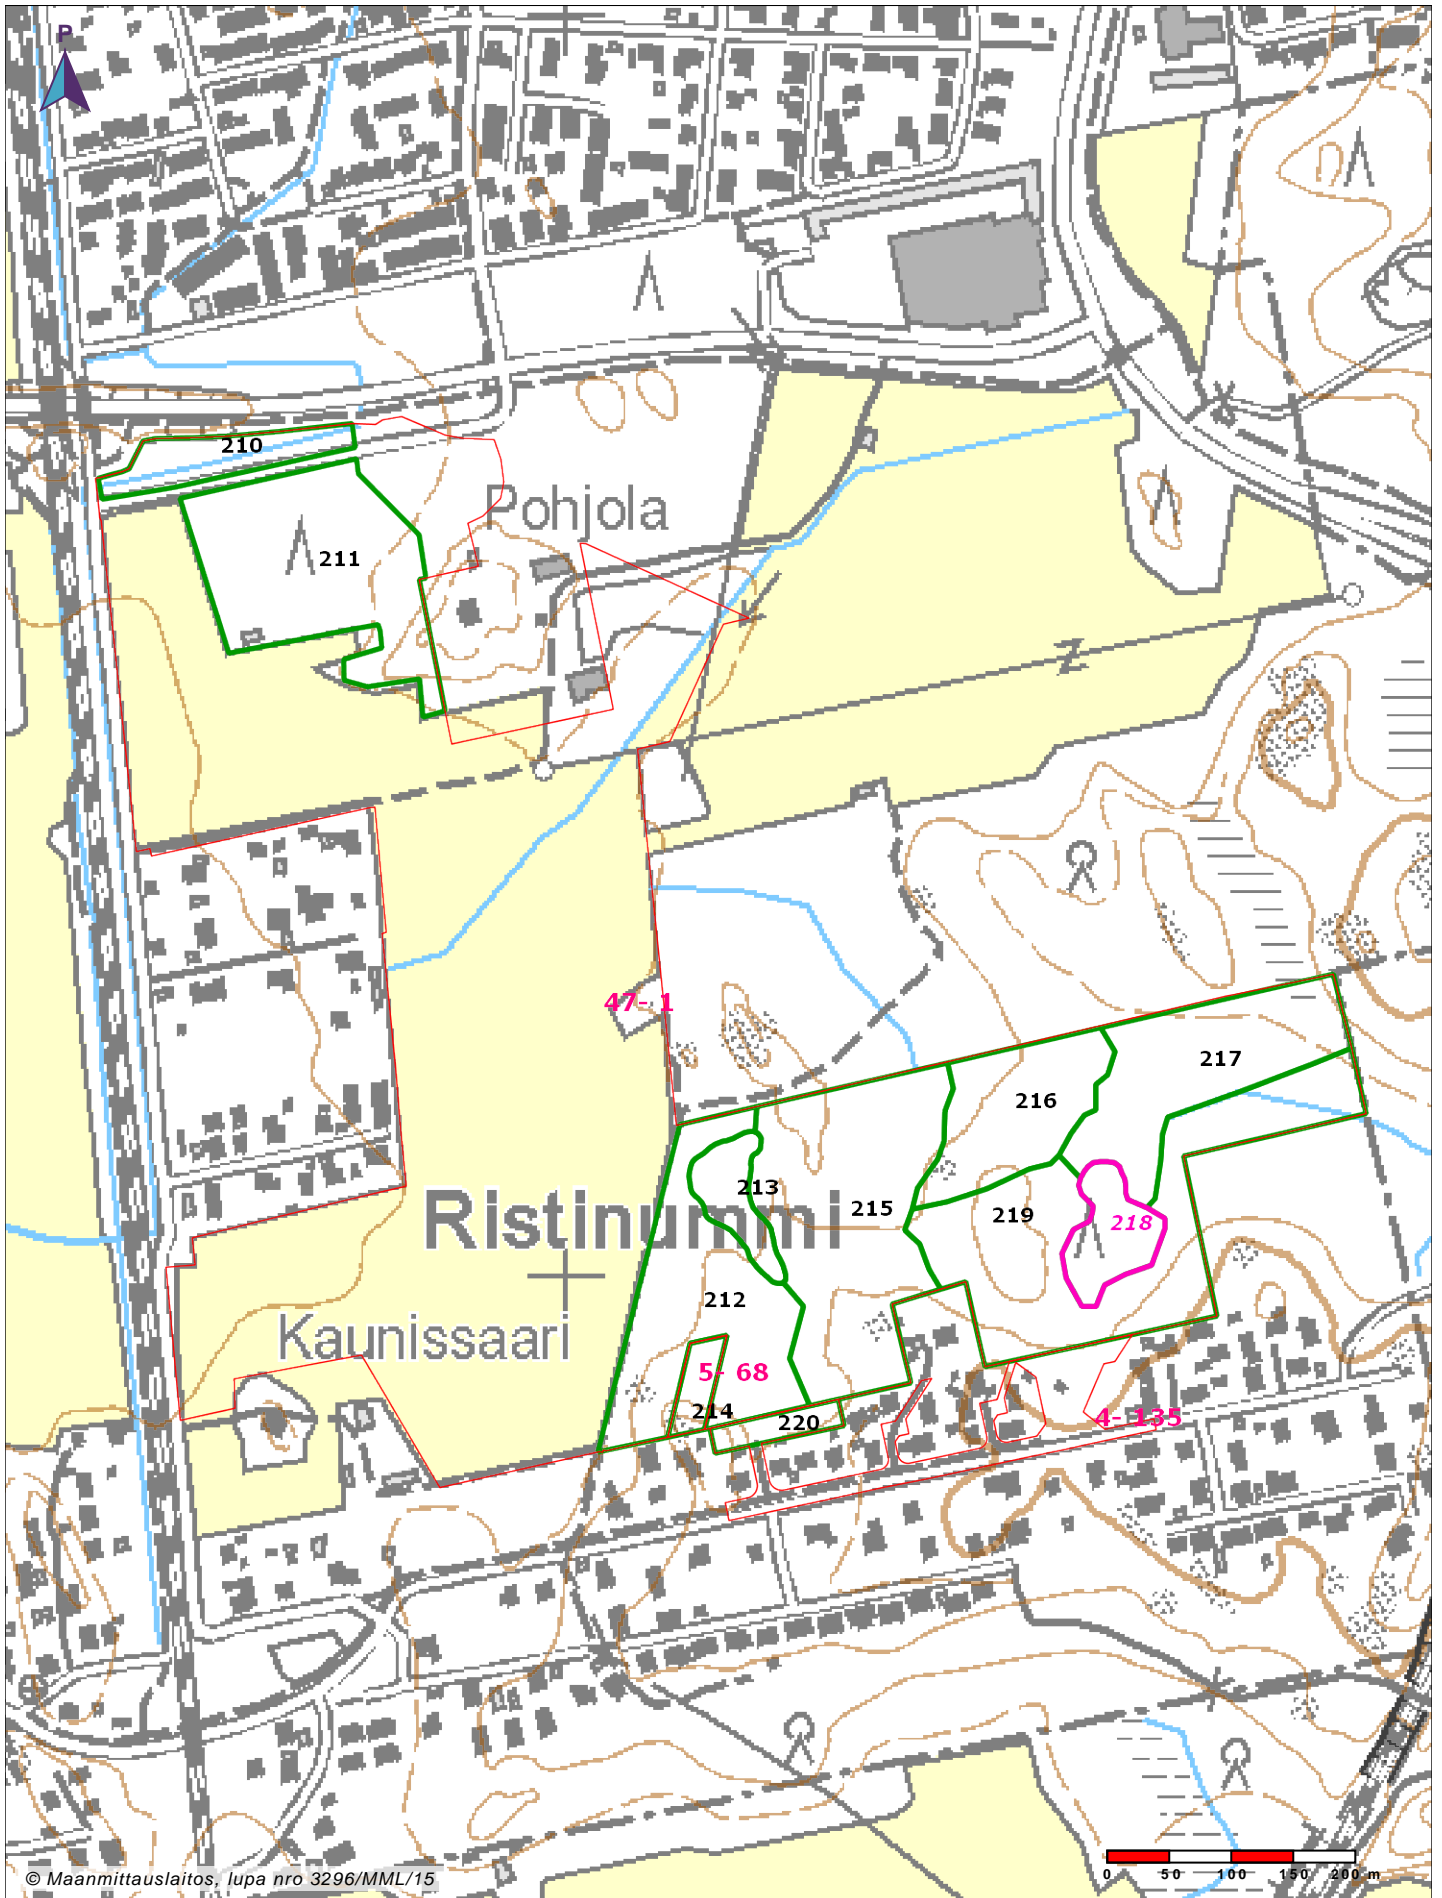 P
210
211
Pohjola
47- 1
217
216
213
215
219
218
Ristinummi
212
Kaunissaari
5- 68
214
220
4- 135
0 50 100 150 200 m
© Maanmittauslaitos, lupa nro 3296/MML/15